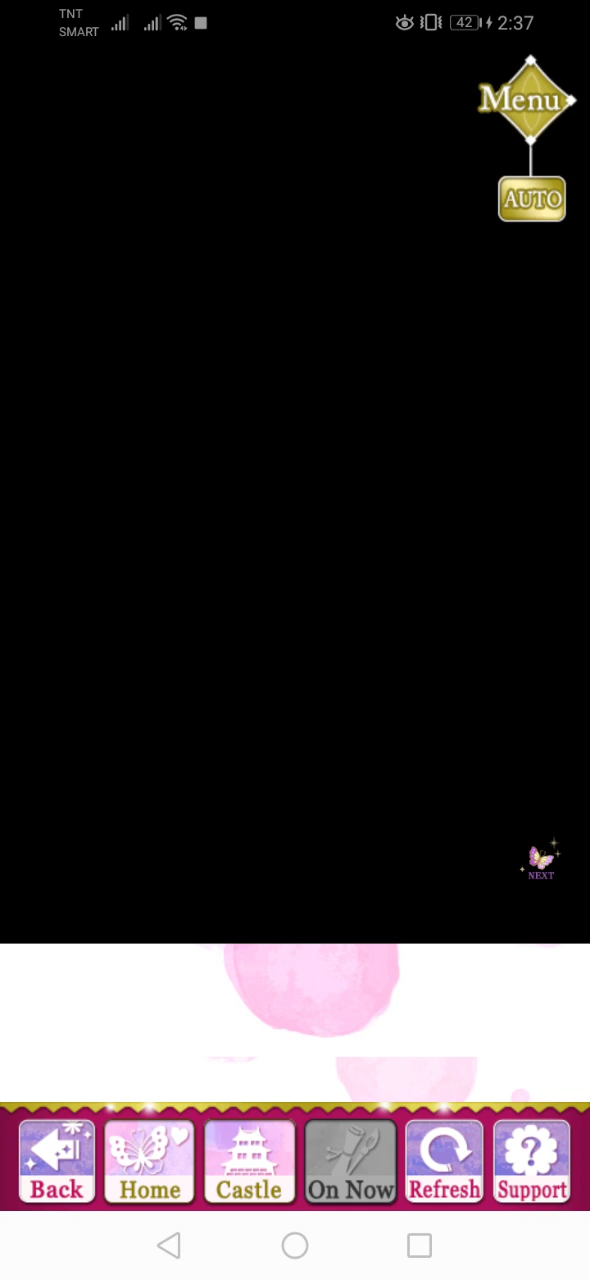 TNT
SMART
42 2:37
Menu
AUTO
NEXT
Back Home Castle On Now Refresh Support